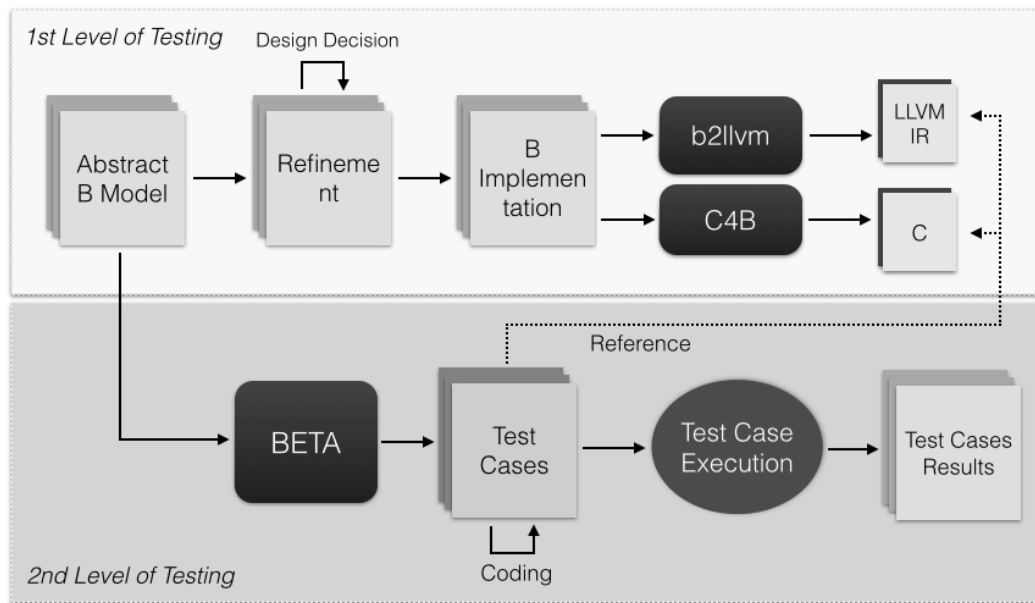 1st Level of Testing
Design Decision
Abstract
B Model
Refineme
nt
B
Implemen
tation
b2llvm
C4B
LLVM
IR
C
Reference
BETA
Test
Cases
Test Case
Execution
Test Cases
Results
Coding
2nd Level of Testing